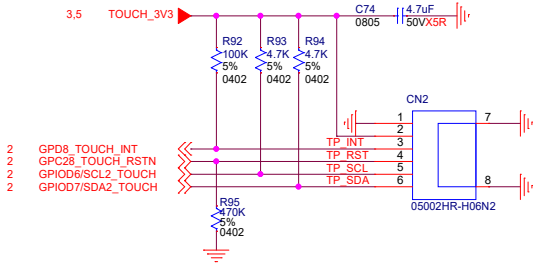 3,5 TOUCH_3V3
C74 4.7uF
0805 50VX5R
R92 R93 R94
100K 4.7K 4.7K
5% 5% 5%
0402 0402 0402
CN2
1 7
2
2 GPD8_TOUCH_INT TP_INT 3
2 GPC28_TOUCH_RSTN TP_RST 4
2 GPIOD6/SCL2_TOUCH TP_SCL 5
2 GPIOD7/SDA2_TOUCH TP_SDA 6 8
05002HR-H06N2
R95
470K
5%
0402